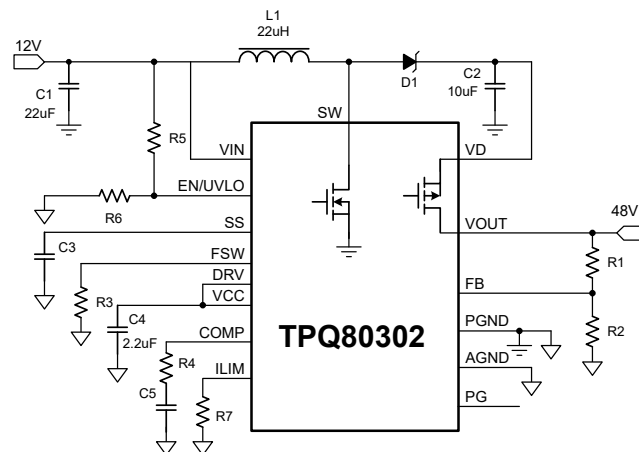 L1
22uH
12V
C1
22uF
D1
C2
10uF
SW
R5
VIN
VD
EN/UVLO
R6
48V
SS
VOUT
C3
FSW
R1
DRV
R3
VCC
FB
C4
2.2uF
TPQ80302
PGND
R2
COMP
R4
AGND
ILIM
C5
R7
PG